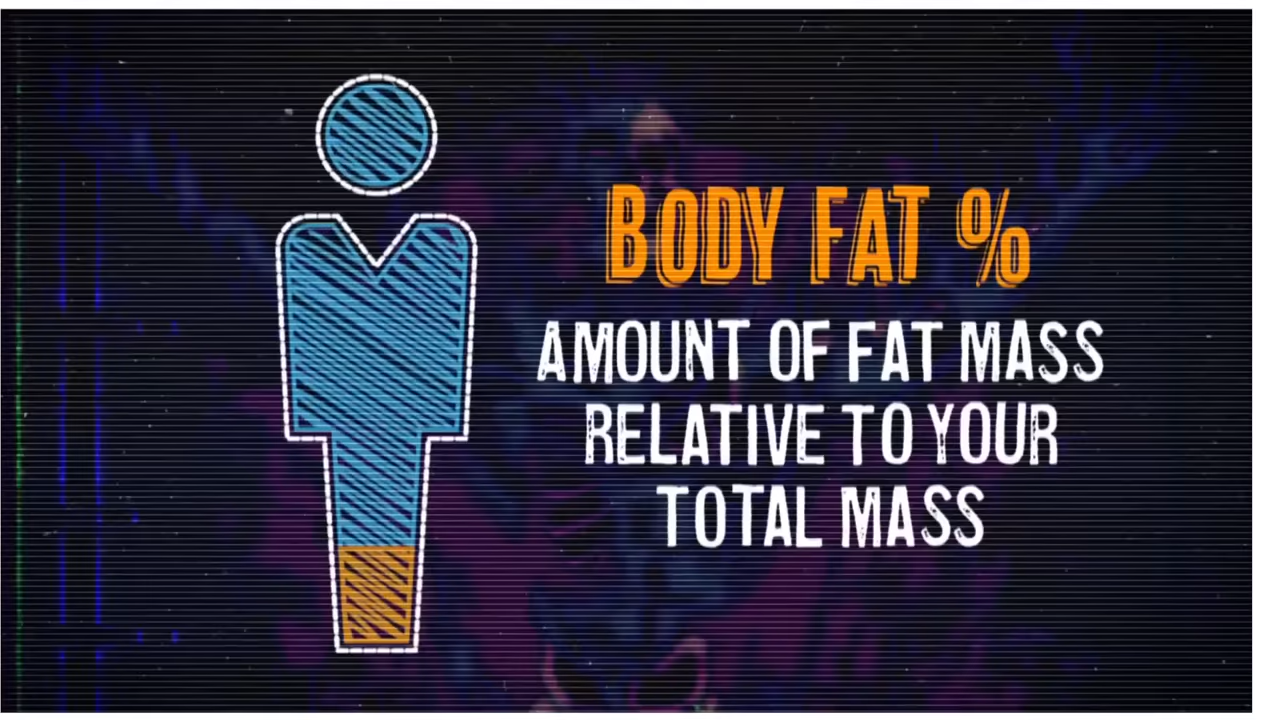 BODY FAT %
AMOUNT OF FAT MASS
RELATIVE TO YOUR
TOTAL MASS